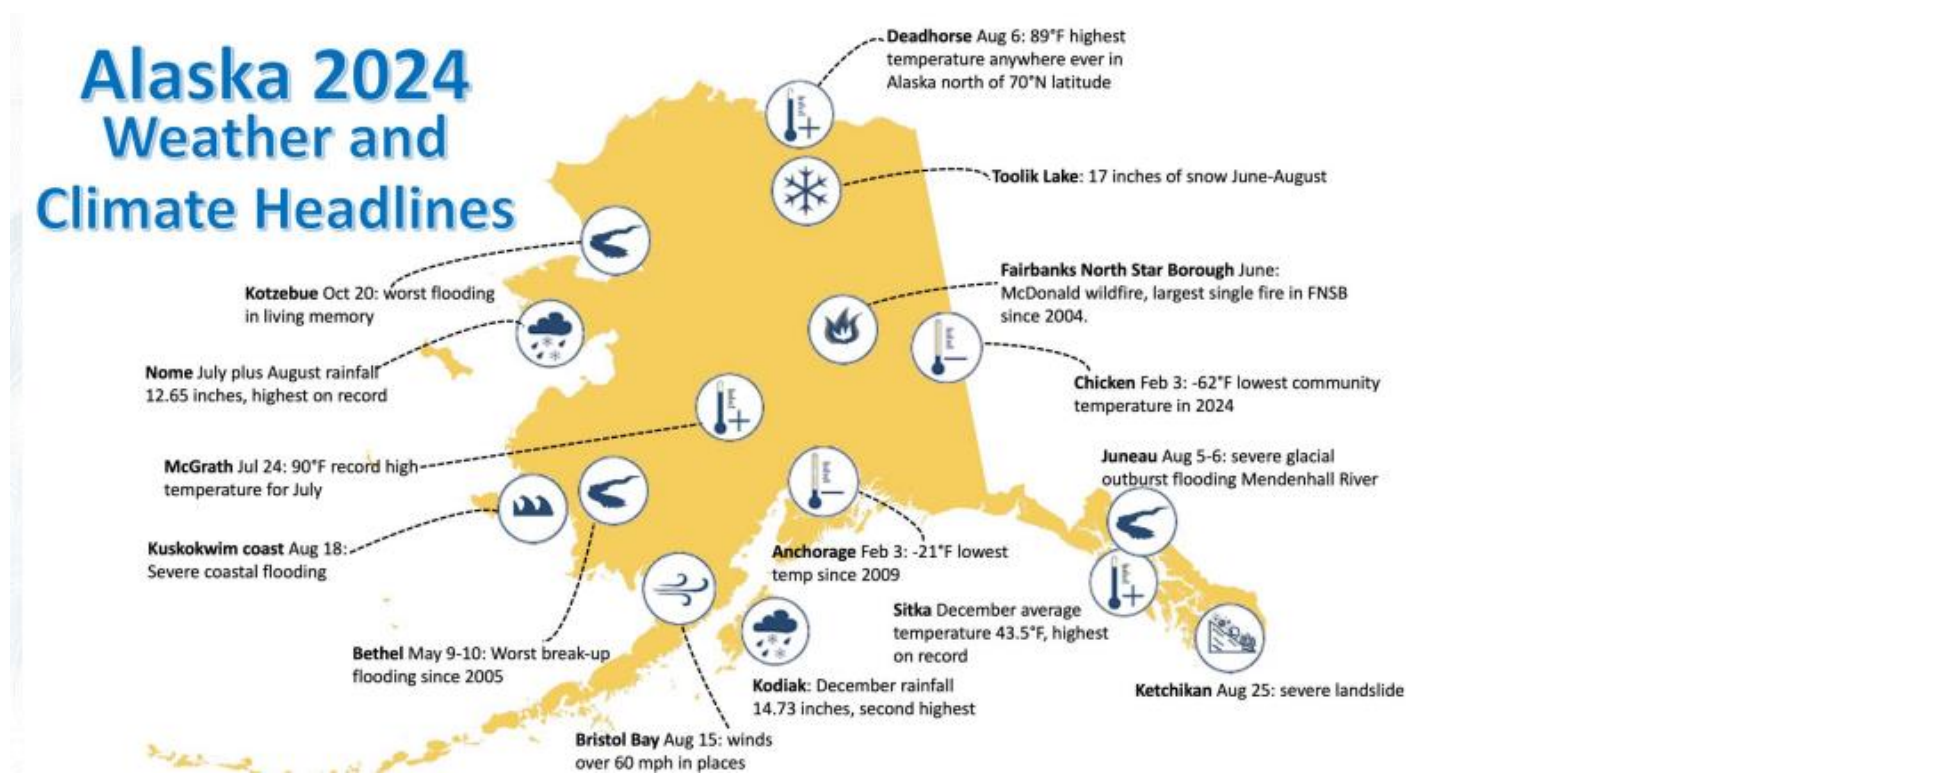 Alaska 2024
Weather and
Climate Headlines
Deadhorse Aug 6: 89°F highest
temperature anywhere ever in
Alaska north of 70°N latitude
Toolik Lake: 17 inches of snow June-August
Kotzebue Oct 20: worst flooding
in living memory
Fairbanks North Star Borough June:
McDonald wildfire, largest single fire in FNSB
since 2004.
Nome July plus August rainfall
12.65 inches, highest on record
Chicken Feb 3: -62°F lowest community
temperature in 2024
McGrath Jul 24: 90°F record high
temperature for July
Juneau Aug 5-6: severe glacial
outburst flooding Mendenhall River
Kuskokwim coast Aug 18:
Severe coastal flooding
Anchorage Feb 3: -21°F lowest
temp since 2009
Sitka December average
temperature 43.5°F, highest
on record
Bethel May 9-10: Worst break-up
flooding since 2005
Kodiak: December rainfall
14.73 inches, second highest
Ketchikan Aug 25: severe landslide
Bristol Bay Aug 15: winds
over 60 mph in places